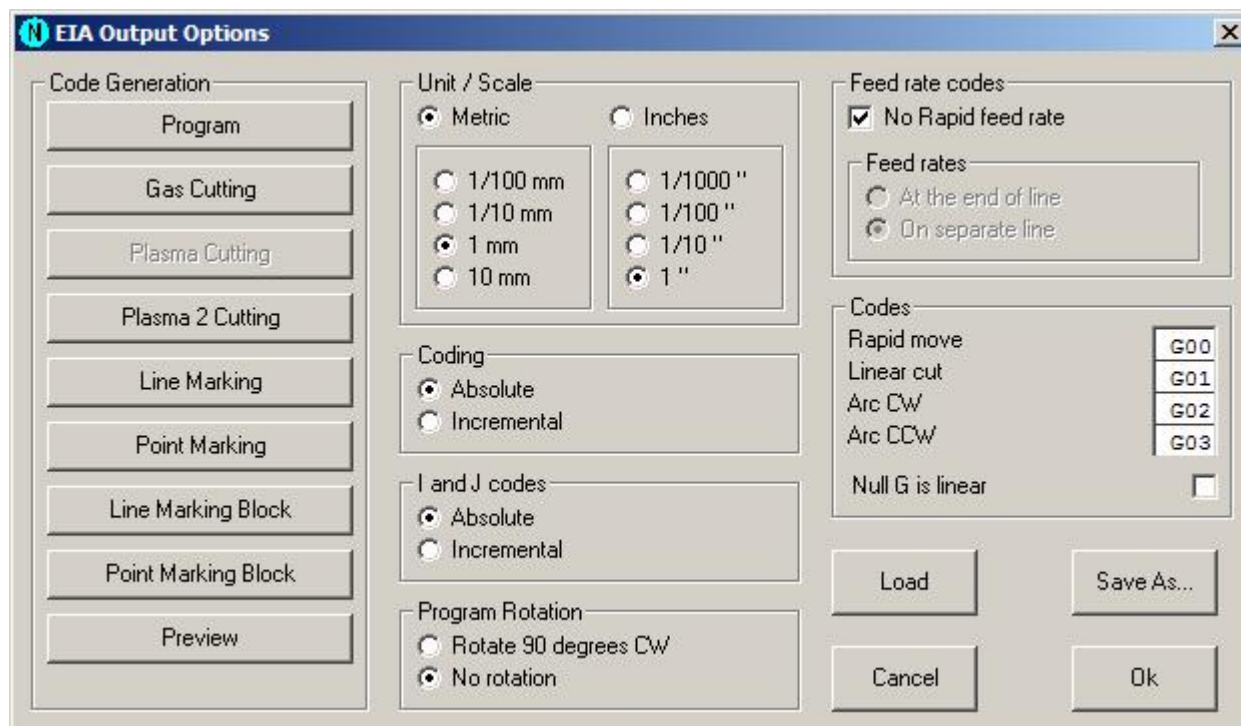 N EIA Output Options
Code Generation
Program
Gas Cutting
Plasma Cutting
Plasma 2 Cutting
Line Marking
Point Marking
Line Marking Block
Point Marking Block
Preview
Unit / Scale
Metric
Inches
1/100 mm
1/10 mm
1 mm
10 mm
1/1000 "
1/100 "
1/10 "
1 "
Coding
Absolute
Incremental
I and J codes
Absolute
Incremental
Program Rotation
Rotate 90 degrees CW
No rotation
Feed rate codes
No Rapid feed rate
Feed rates
At the end of line
On separate line
Codes
Rapid move G00
Linear cut G01
Arc CW G02
Arc CCW G03
Null G is linear
Load
Save As...
Cancel
Ok